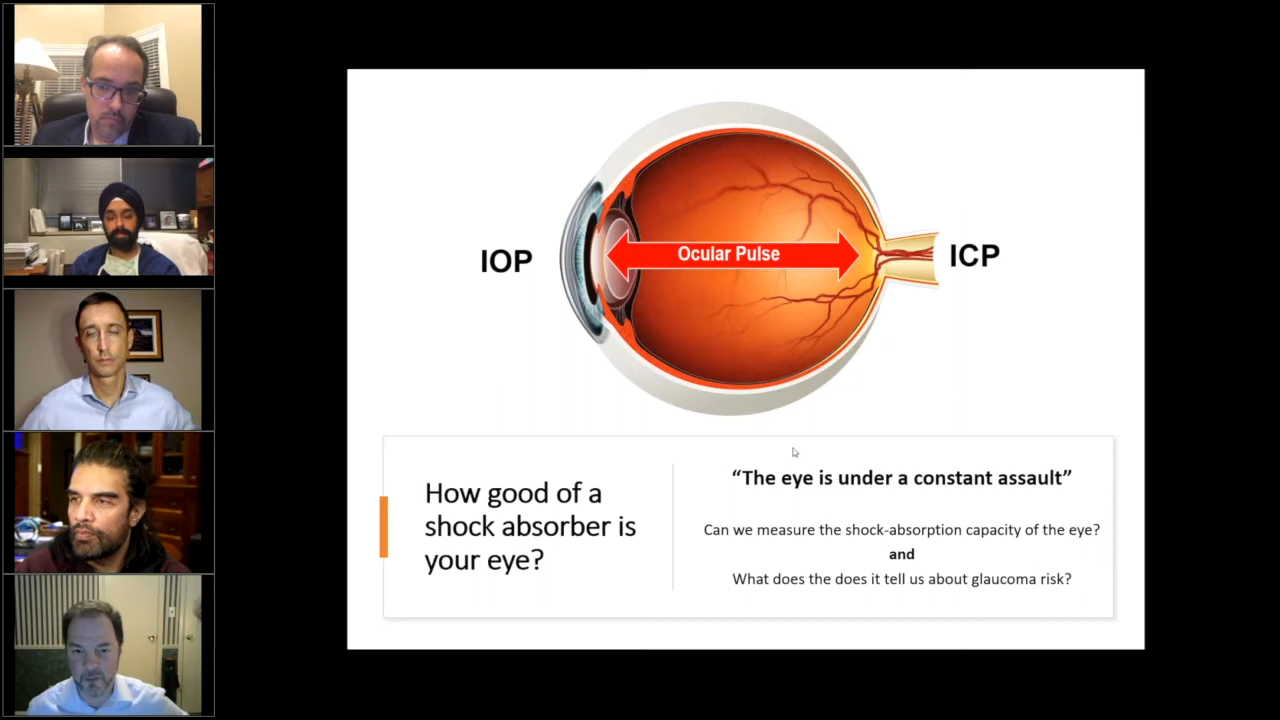 IOP
Ocular Pulse
ICP
How good of a
shock absorber is
your eye?
“The eye is under a constant assault”
Can we measure the shock-absorption capacity of the eye?
and
What does the does it tell us about glaucoma risk?